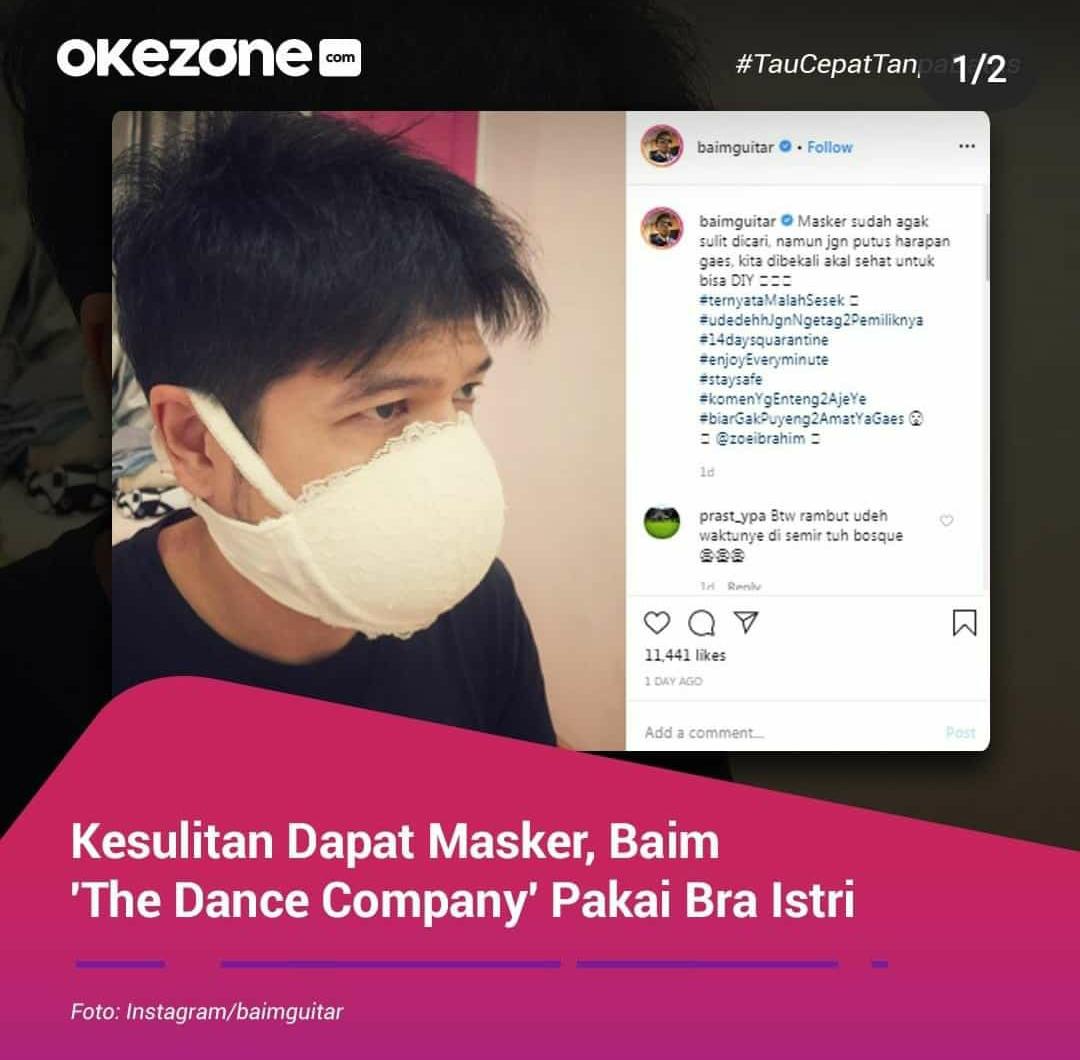 OKEZONE com
#TauCepatTan 1/2
baimguitar • Follow
baimguitar Masker sudah agak
sulit dicari, namun jgn putus harapan
gaes, kita dibekali akal sehat untuk
bisa DIY
#ternyataMalahSesek
#udedehhJgnNgetag2Pemiliknya
#14daysquarantine
#enjoyEveryminute
#staysafe
#komenYgEnteng2AjeYe
#biarGakPuyeng2AmatYaGaes
@zoeibrahim
1d
prast_ypa Btw rambut udeh
waktunye di semir tuh bosque
1d Reply
11,441 likes
1 DAY AGO
Add a comment... Post
Kesulitan Dapat Masker, Baim
'The Dance Company' Pakai Bra Istri
Foto: Instagram/baimguitar